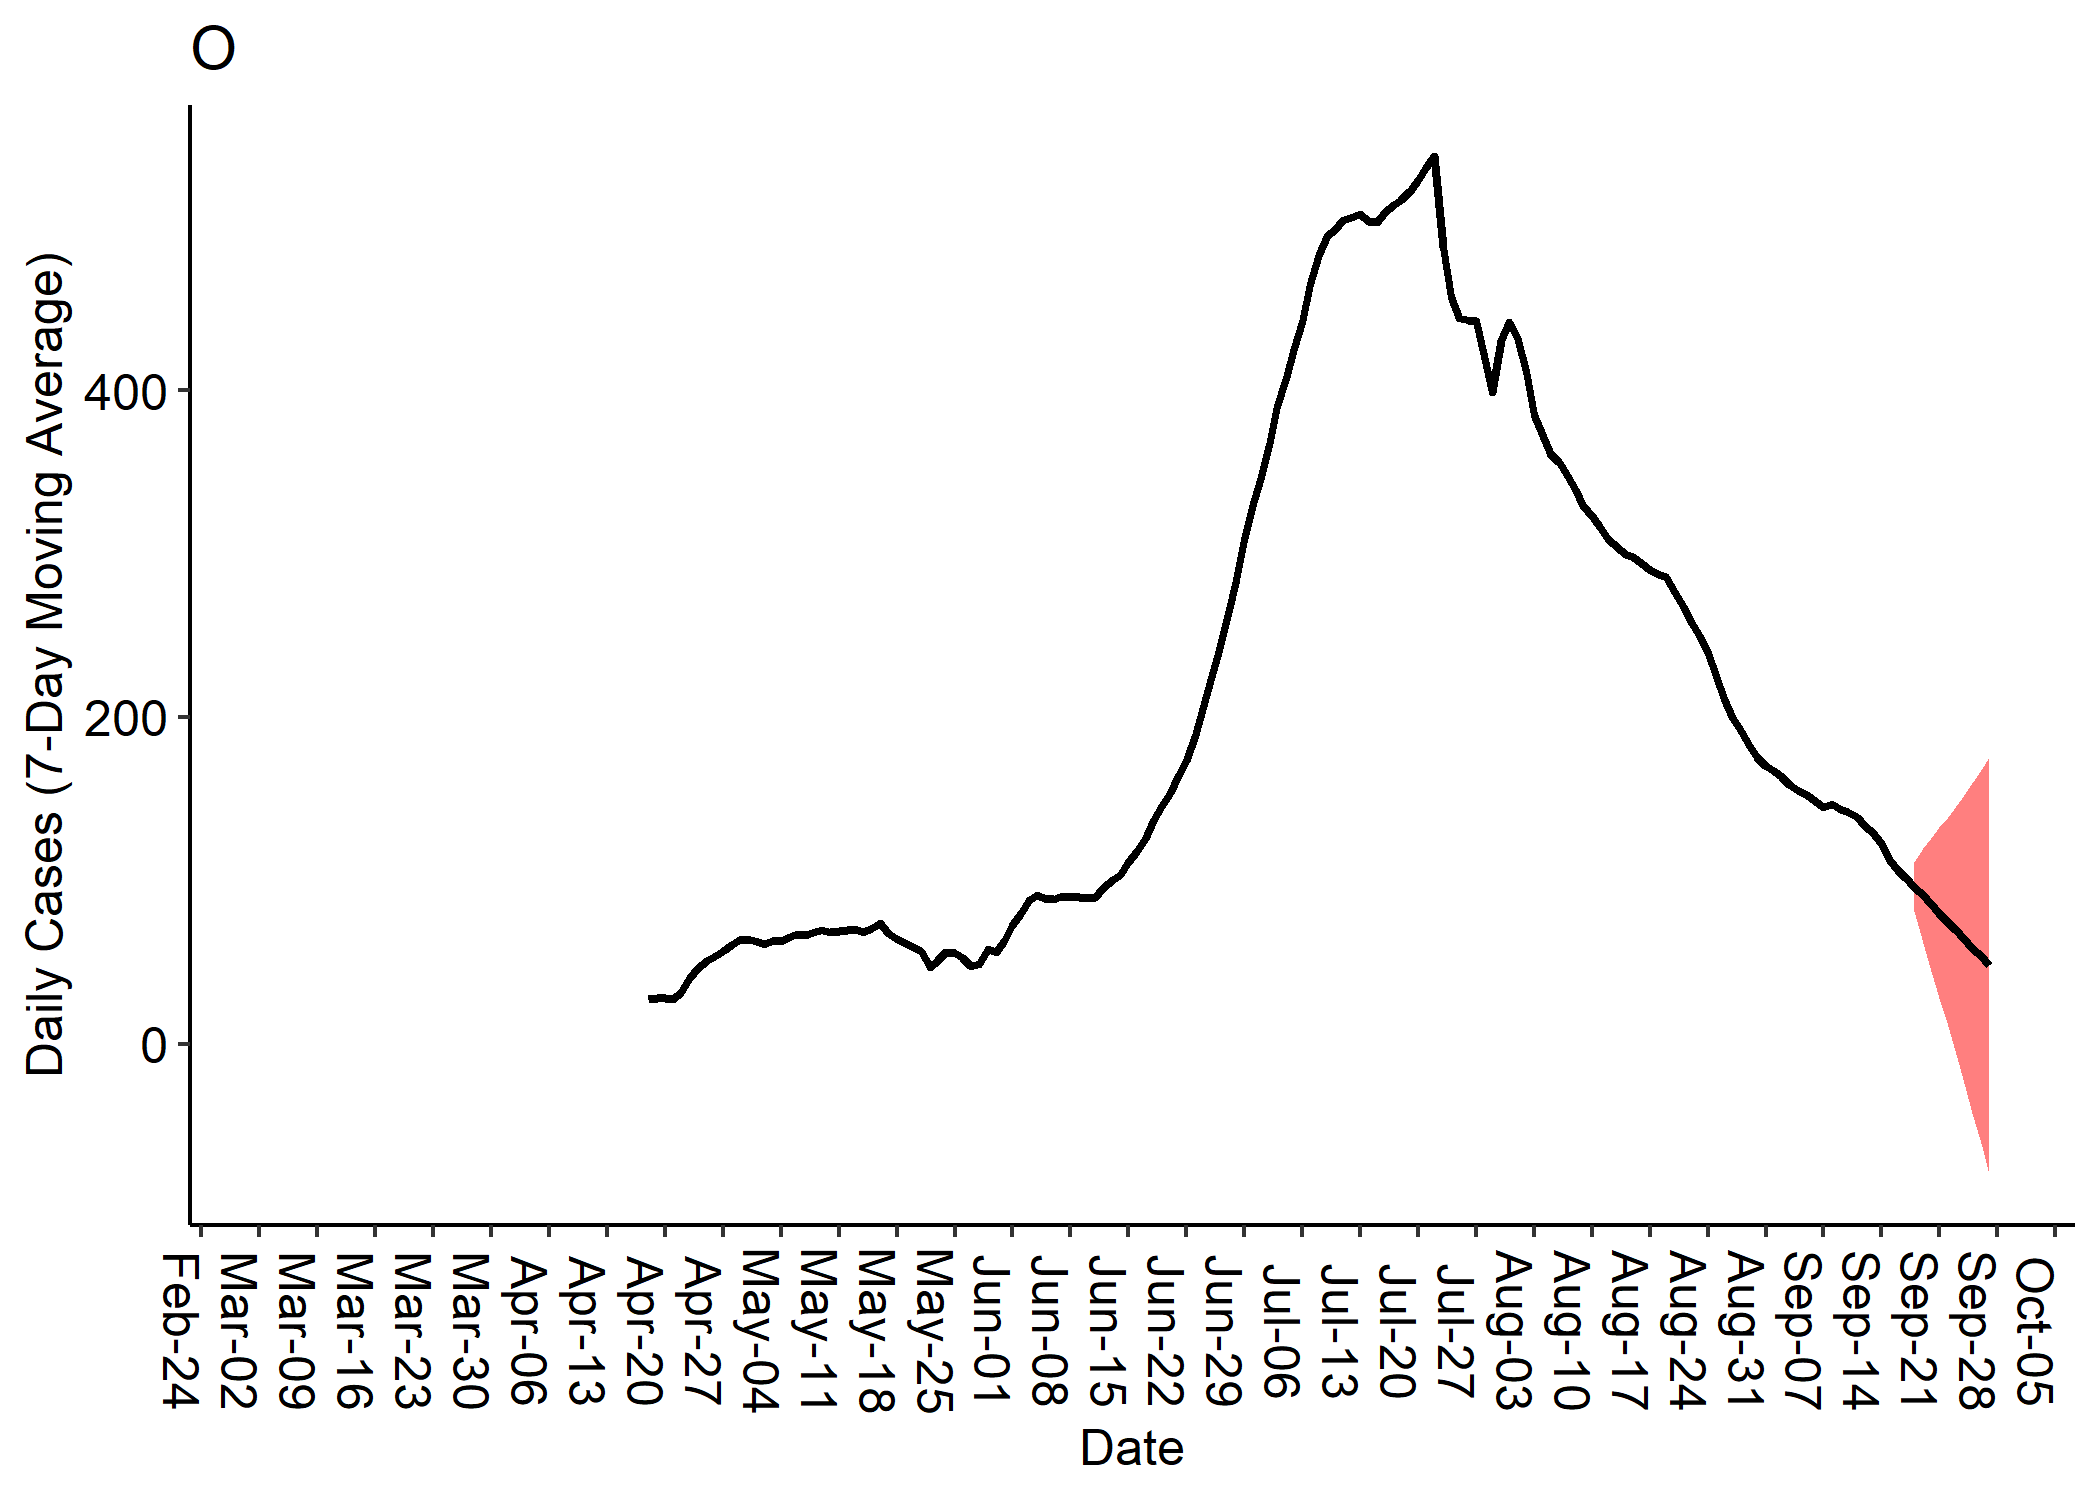 O
Daily Cases (7-Day Moving Average)
400
200
0
Feb-24
Mar-02
Mar-09
Mar-16
Mar-23
Mar-30
Apr-06
Apr-13
Apr-20
Apr-27
May-04
May-11
May-18
May-25
Jun-01
Jun-08
Jun-15
Jun-22
Jun-29
Jul-06
Jul-13
Jul-20
Jul-27
Aug-03
Aug-10
Aug-17
Aug-24
Aug-31
Sep-07
Sep-14
Sep-21
Sep-28
Oct-05
Date